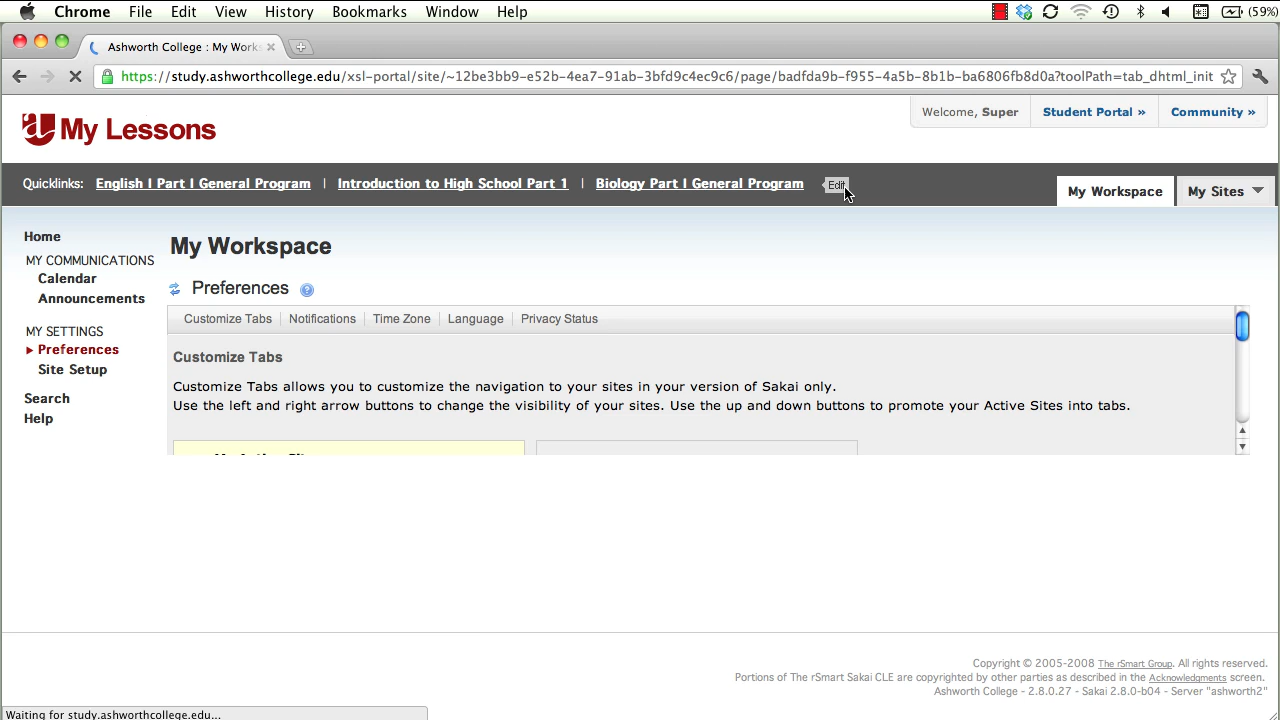 Chrome File Edit View History Bookmarks Window Help (59%)
Ashworth College : My Works
https://study.ashworthcollege.edu/xsl-portal/site/~12be3bb9-e52b-4ea7-91ab-3bfd9c4ec9c6/page/badfda9b-f955-4a5b-8b1b-ba6806fb8d0a?toolPath=tab_dhtml_init
My Lessons
Welcome, Super Student Portal » Community »
Quicklinks: English I Part I General Program | Introduction to High School Part 1 | Biology Part I General Program Edit
My Workspace My Sites
Home
MY COMMUNICATIONS
Calendar
Announcements
MY SETTINGS
Preferences
Site Setup
Search
Help
My Workspace
Preferences ?
Customize Tabs Notifications Time Zone Language Privacy Status
Customize Tabs
Customize Tabs allows you to customize the navigation to your sites in your version of Sakai only.
Use the left and right arrow buttons to change the visibility of your sites. Use the up and down buttons to promote your Active Sites into tabs.
Copyright © 2005-2008 The rSmart Group. All rights reserved.
Portions of The rSmart Sakai CLE are copyrighted by other parties as described in the Acknowledgments screen.
Ashworth College - 2.8.0.27 - Sakai 2.8.0-b04 - Server "ashworth2"
Waiting for study.ashworthcollege.edu...